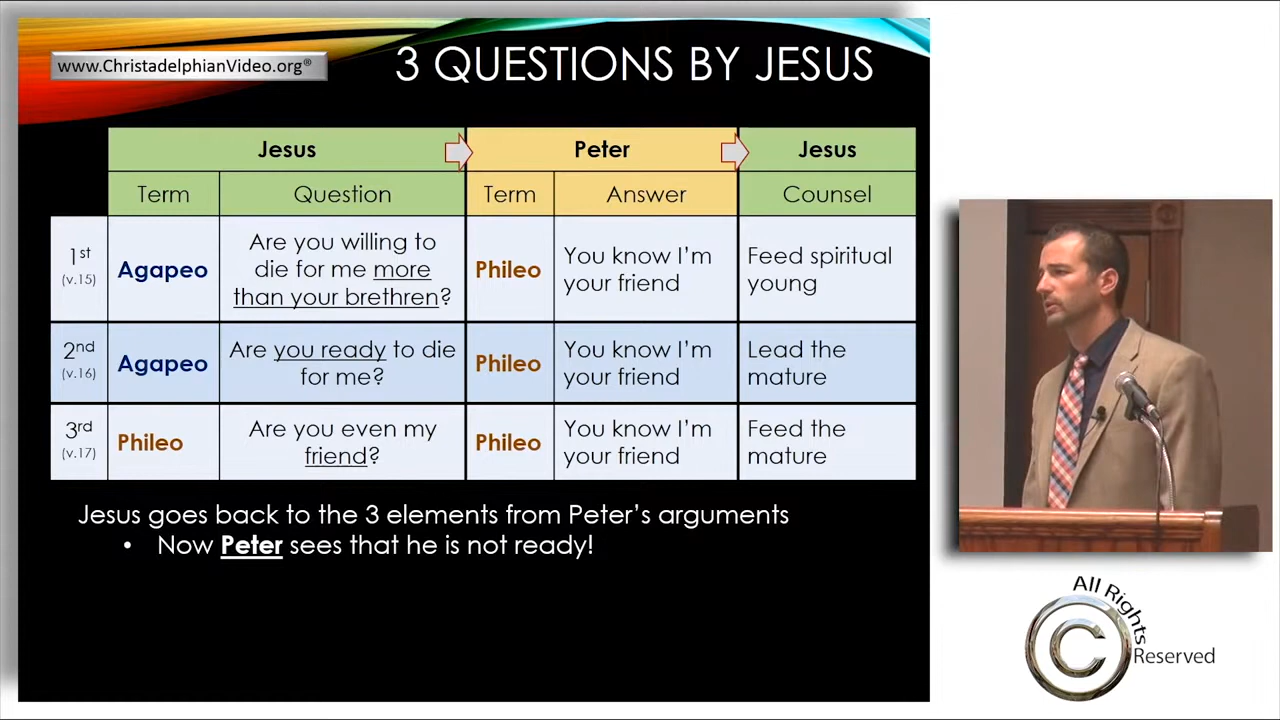 www.ChristadelphianVideo.org®
3 QUESTIONS BY JESUS
Jesus
Peter
Jesus
Term
Question
Term
Answer
Counsel
1st
(v.15)
Agapeo
Are you willing to
die for me more
than your brethren?
Phileo
You know I'm
your friend
Feed spiritual
young
2nd
(v.16)
Agapeo
Are you ready to die
for me?
Phileo
You know I'm
your friend
Lead the
mature
3rd
(v.17)
Phileo
Are you even my
friend?
Phileo
You know I'm
your friend
Feed the
mature
Jesus goes back to the 3 elements from Peter's arguments
• Now Peter sees that he is not ready!
All Rights
C
Reserved